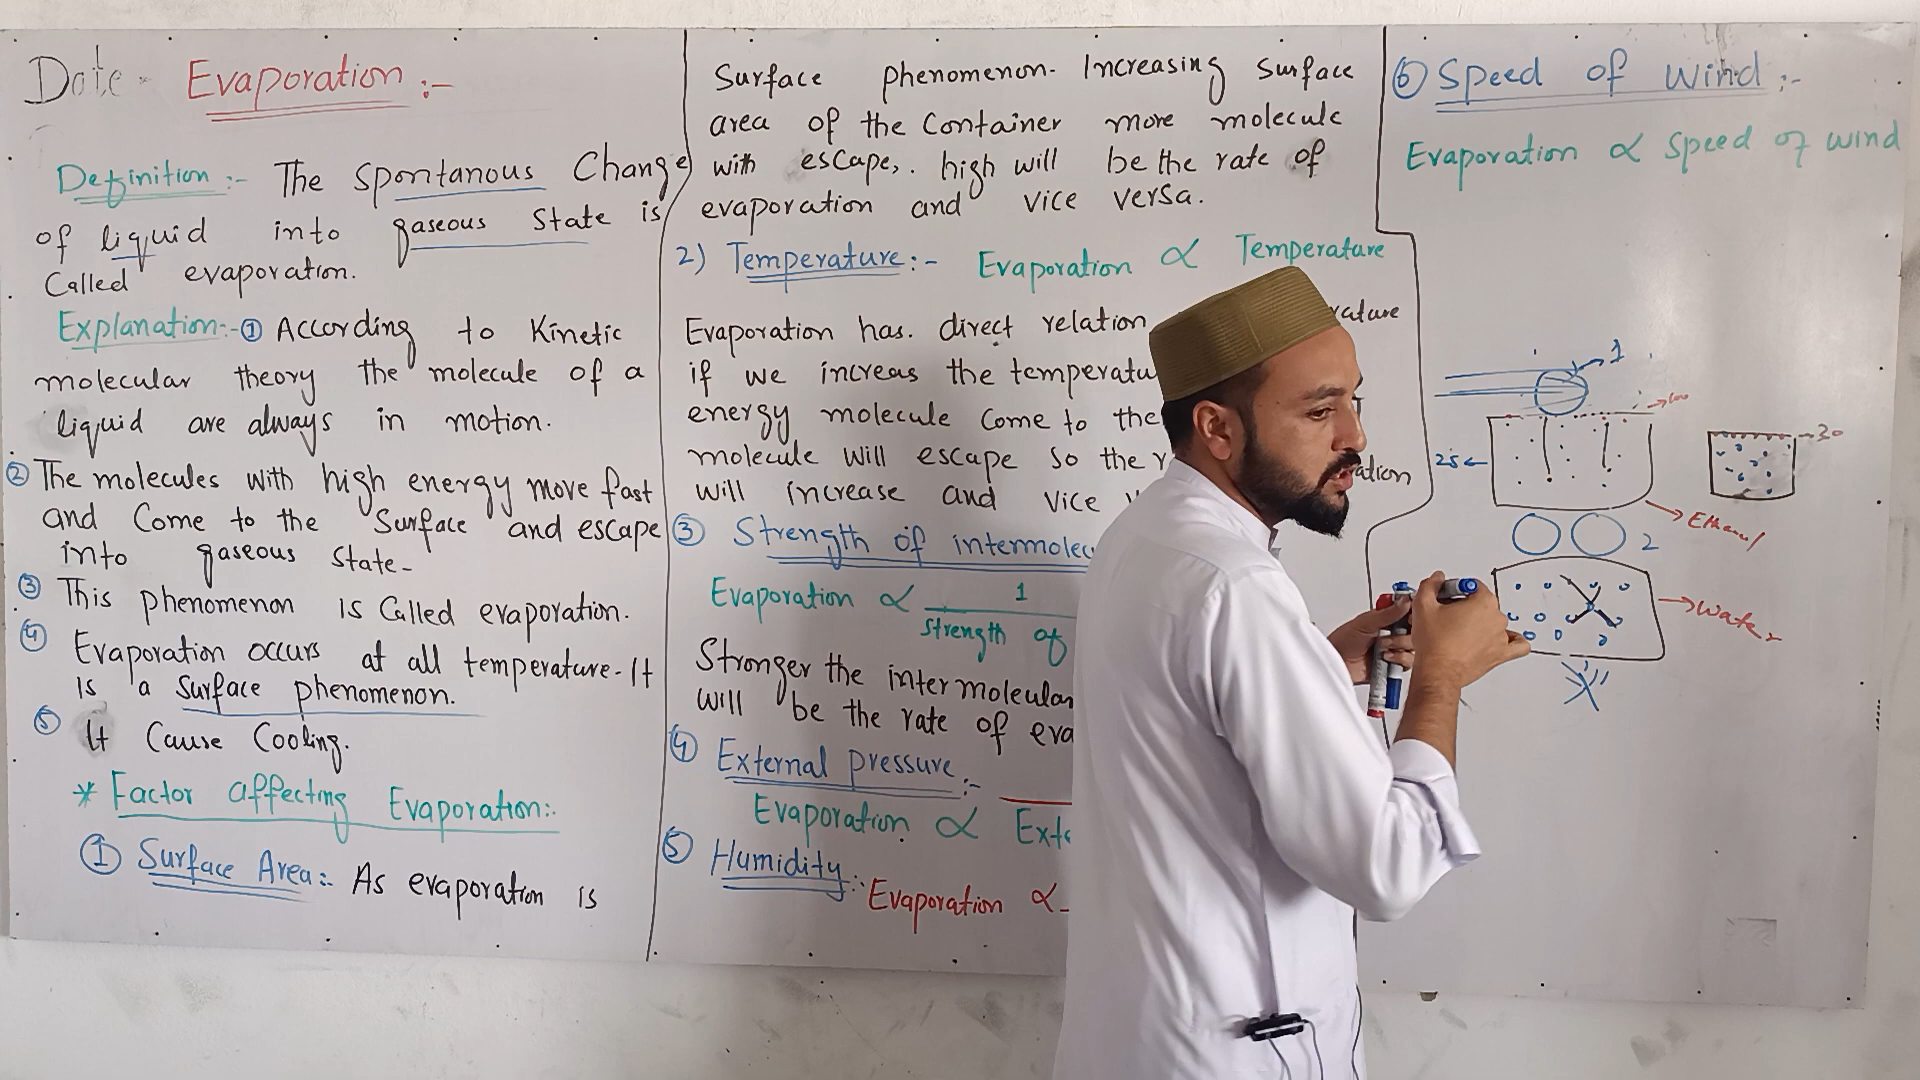 Date - Evaporation :-
Definition :- The Spontanous Change
of liquid into gaseous State is
Called evaporation.
Explanation:- ① According to Kinetic
molecular theory the molecule of a
liquid are always in motion.
② The molecules with high energy move fast
and Come to the Surface and escape
into gaseous state-
③ This phenomenon is Called evaporation.
④ Evaporation occurs at all temperature- It
is a Surface phenomenon.
⑤ It Cause Cooling.
* Factor affecting Evaporation:-
① Surface Area:- As evaporation is
Surface phenomenon- Increasing Surface
area of the Container more molecule
with escape, high will be the rate of
evaporation and vice versa.
2) Temperature:- Evaporation ∝ Temperature
Evaporation has direct relation
if we increas the
energy molecule Come to the
molecule will escape so the
will increase and vice
③ Strength of
Evaporation ∝ 1
Strength of
Stronger the intermolecular
will be the rate of
④ External pressure:-
Evaporation ∝
⑤ Humidity:- Evaporation ∝
⑥ Speed of Wind:-
Evaporation ∝ Speed of wind
1
25
30
Ethanol
2
Water